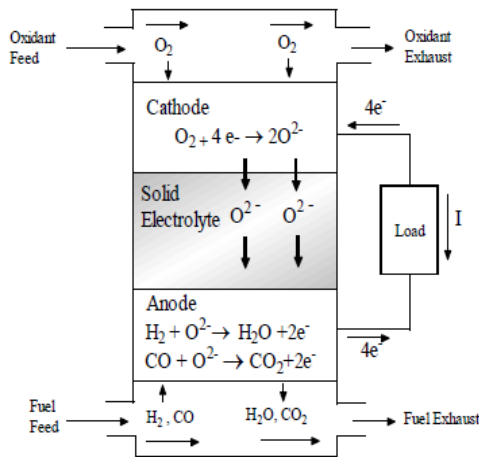 Oxidant
Feed
O₂
O₂
Oxidant
Exhaust
Cathode
O₂ + 4 e- → 2O²⁻
4e⁻
Solid
Electrolyte
O²⁻
O²⁻
Load
I
Anode
H₂ + O²⁻ → H₂O +2e⁻
CO + O²⁻ → CO₂+2e⁻
4e⁻
Fuel
Feed
H₂ , CO
H₂O, CO₂
Fuel Exhaust